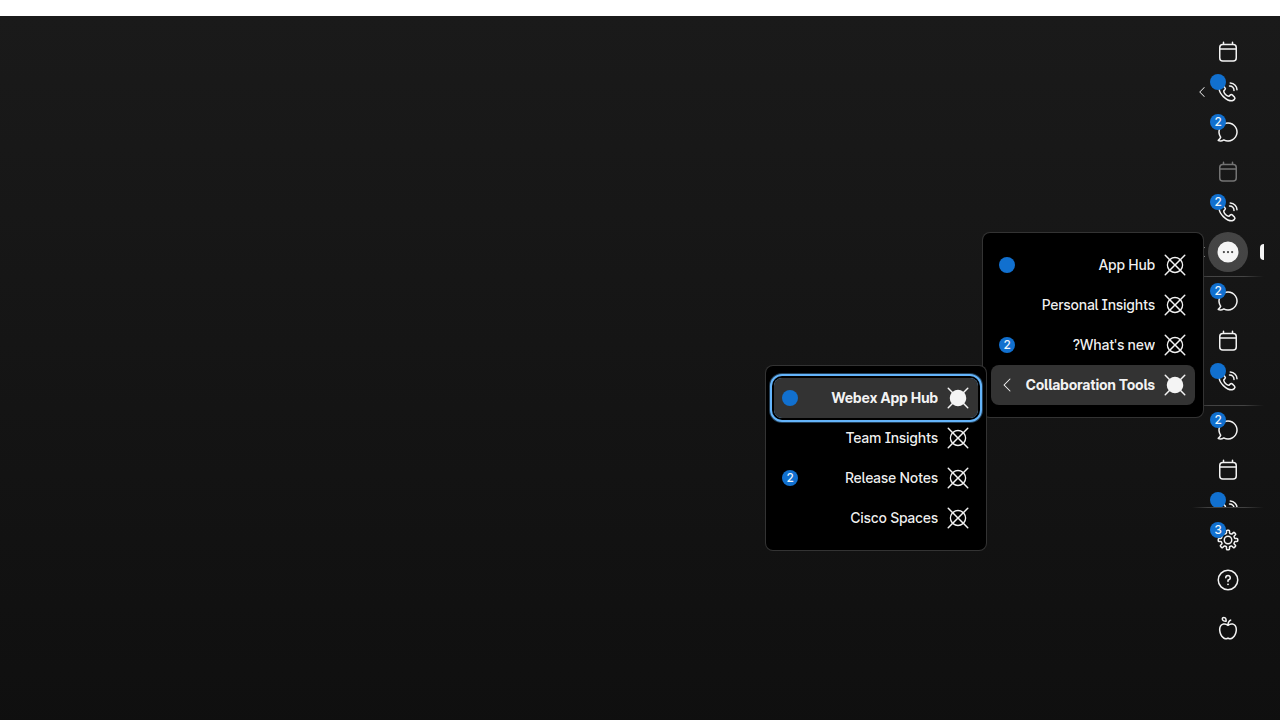 2
2
App Hub
Personal Insights
?What's new
2
Collaboration Tools
Webex App Hub
Team Insights
Release Notes
2
Cisco Spaces
2
2
3